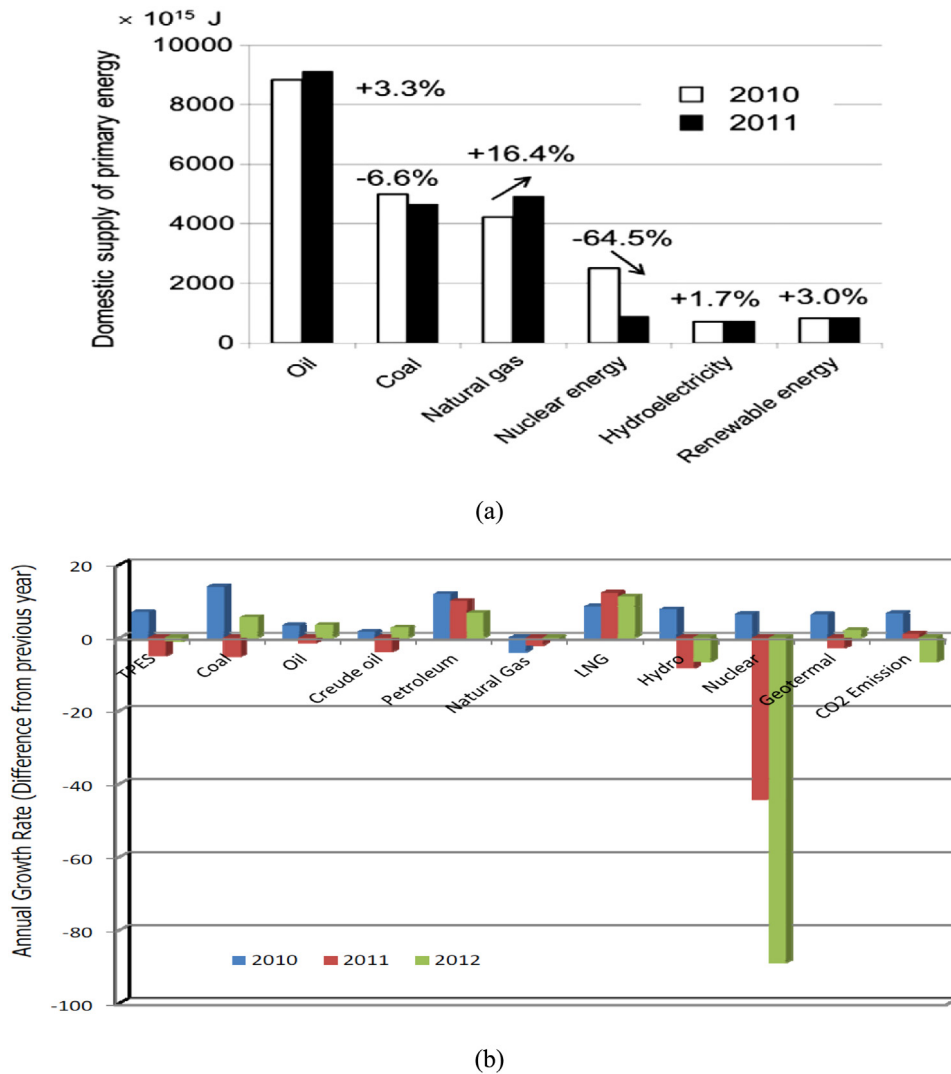 × 10¹⁵ J
Domestic supply of primary energy
10000
8000
6000
4000
2000
0
+3.3%
-6.6%
+16.4%
-64.5%
+1.7%
+3.0%
2010
2011
Oil
Coal
Natural gas
Nuclear energy
Hydroelectricity
Renewable energy
(a)
Annual Growth Rate (Difference from previous year)
20
0
-20
-40
-60
-80
-100
TPES
Coal
Oil
Creude oil
Petroleum
Natural Gas
LNG
Hydro
Nuclear
Geotermal
CO2 Emission
2010
2011
2012
(b)